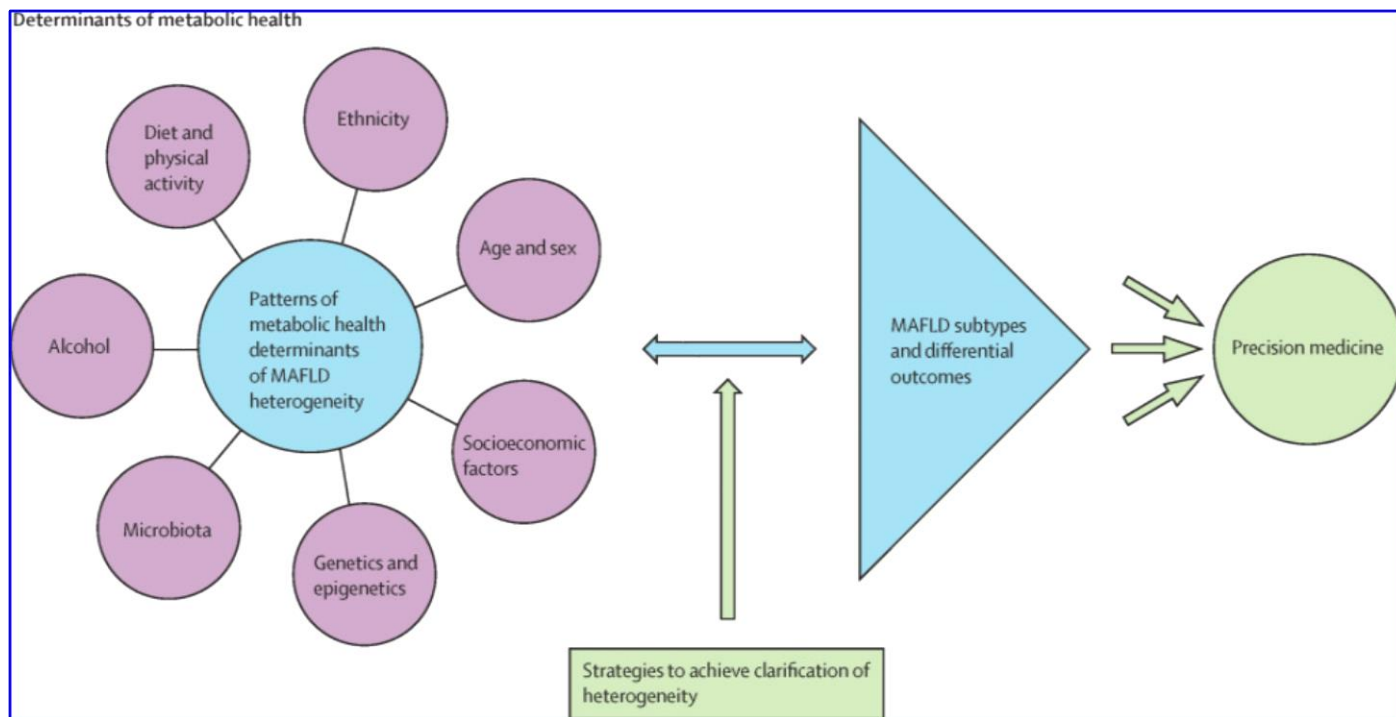 Determinants of metabolic health
Ethnicity
Diet and
physical
activity
Age and sex
Patterns of
metabolic health
determinants
of MAFLD
heterogeneity
Alcohol
MAFLD subtypes
and differential
outcomes
Precision medicine
Socioeconomic
factors
Microbiota
Genetics and
epigenetics
Strategies to achieve clarification of
heterogeneity